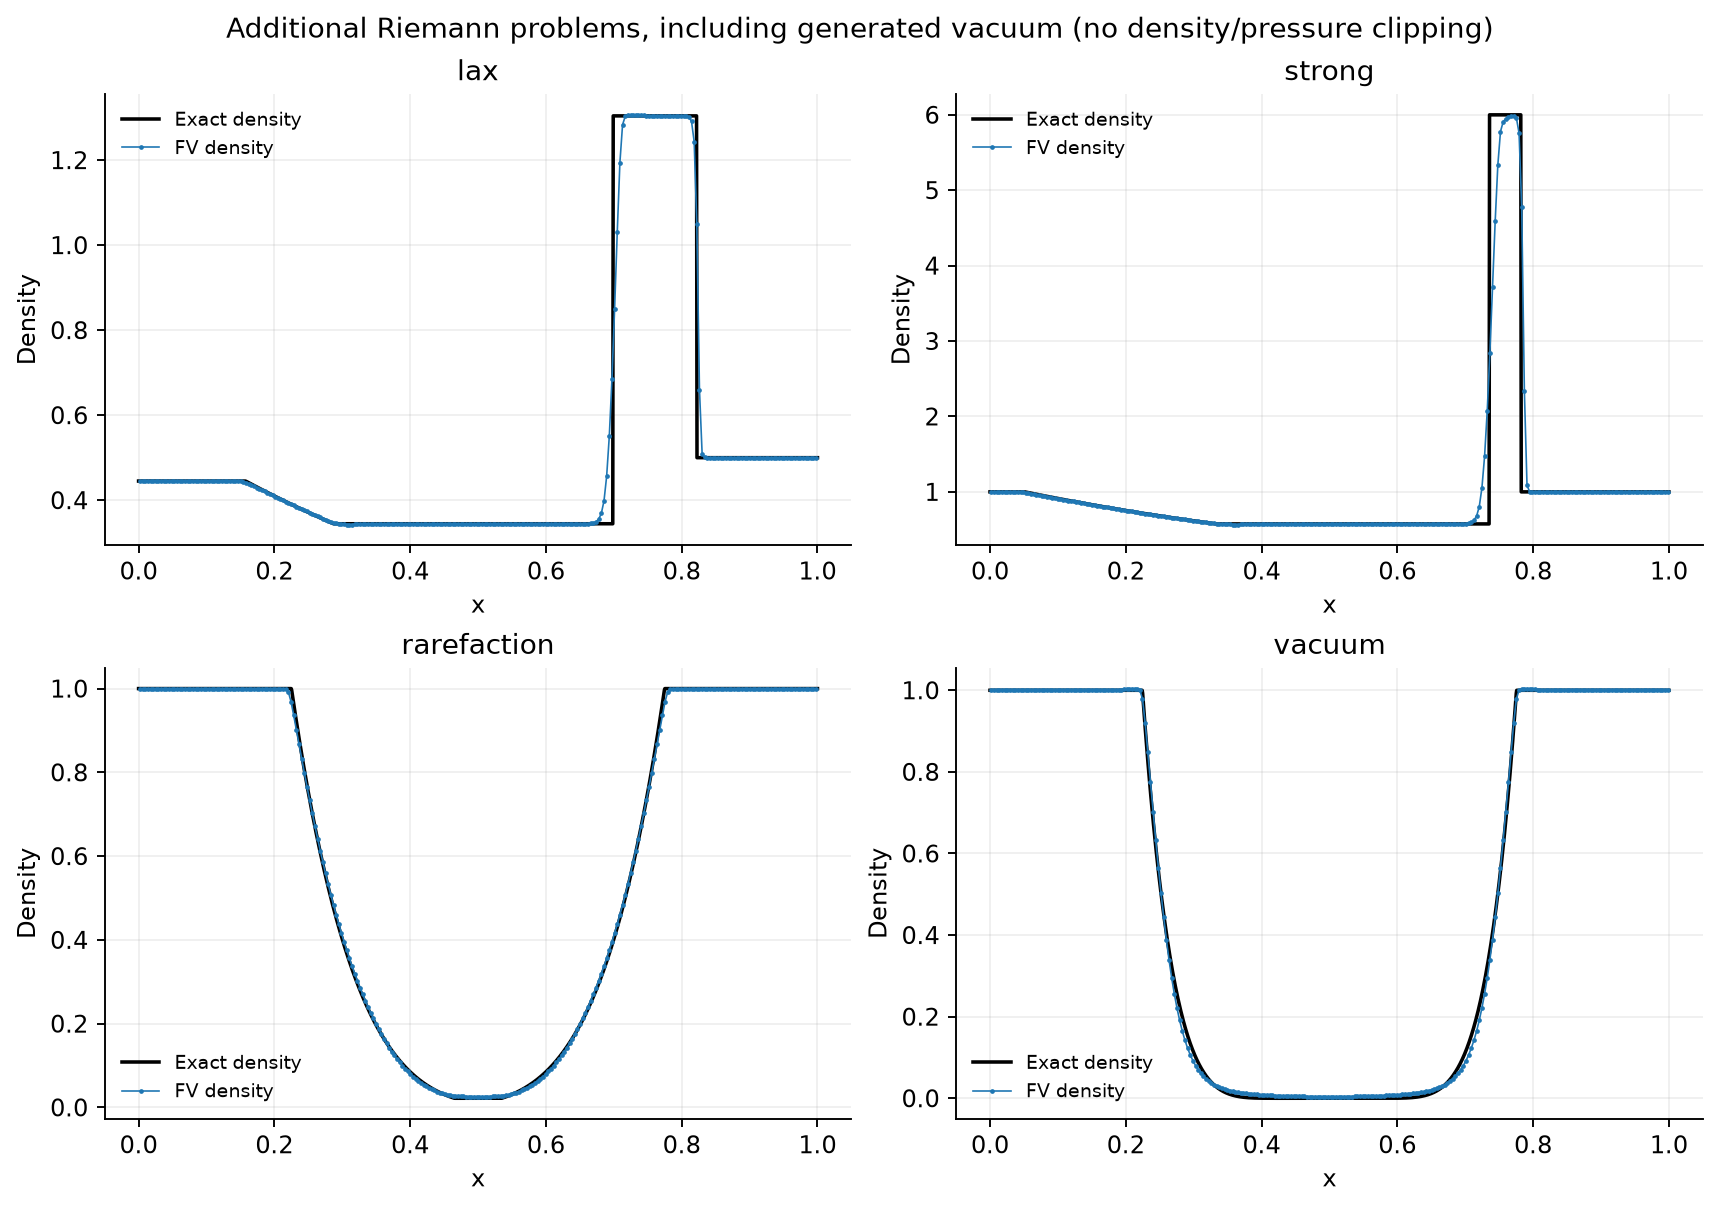 Additional Riemann problems, including generated vacuum (no density/pressure clipping)
lax
Exact density
FV density
1.2
1.0
0.8
0.6
0.4
Density
0.0 0.2 0.4 0.6 0.8 1.0
x
strong
Exact density
FV density
6
5
4
3
2
1
Density
0.0 0.2 0.4 0.6 0.8 1.0
x
rarefaction
1.0
0.8
0.6
0.4
0.2
0.0
Density
Exact density
FV density
0.0 0.2 0.4 0.6 0.8 1.0
x
vacuum
1.0
0.8
0.6
0.4
0.2
0.0
Density
Exact density
FV density
0.0 0.2 0.4 0.6 0.8 1.0
x